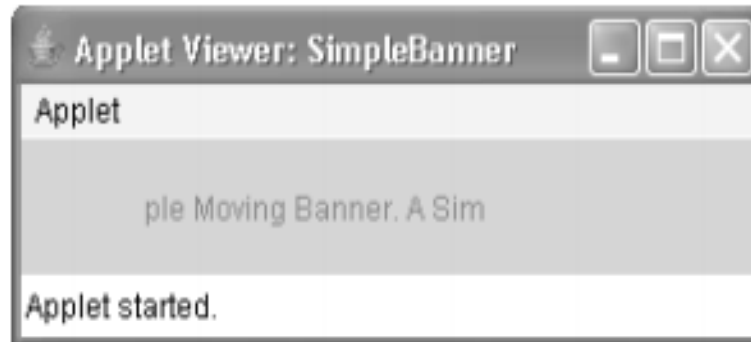 Applet Viewer: SimpleBanner
Applet
ple Moving Banner. A Sim
Applet started.